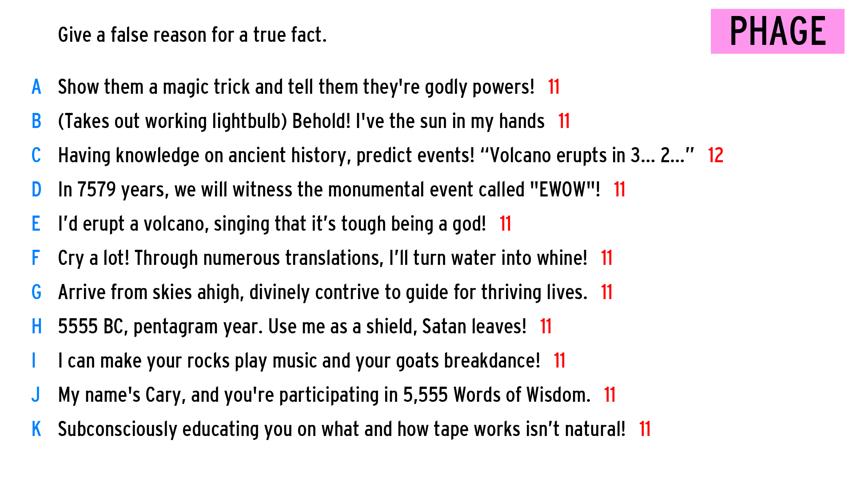 Give a false reason for a true fact.
PHAGE
A Show them a magic trick and tell them they're godly powers! 11
B (Takes out working lightbulb) Behold! I've the sun in my hands 11
C Having knowledge on ancient history, predict events! “Volcano erupts in 3... 2...” 12
D In 7579 years, we will witness the monumental event called "EWOW"! 11
E I’d erupt a volcano, singing that it’s tough being a god! 11
F Cry a lot! Through numerous translations, I’ll turn water into whine! 11
G Arrive from skies ahigh, divinely contrive to guide for thriving lives. 11
H 5555 BC, pentagram year. Use me as a shield, Satan leaves! 11
I I can make your rocks play music and your goats breakdance! 11
J My name's Cary, and you're participating in 5,555 Words of Wisdom. 11
K Subconsciously educating you on what and how tape works isn’t natural! 11